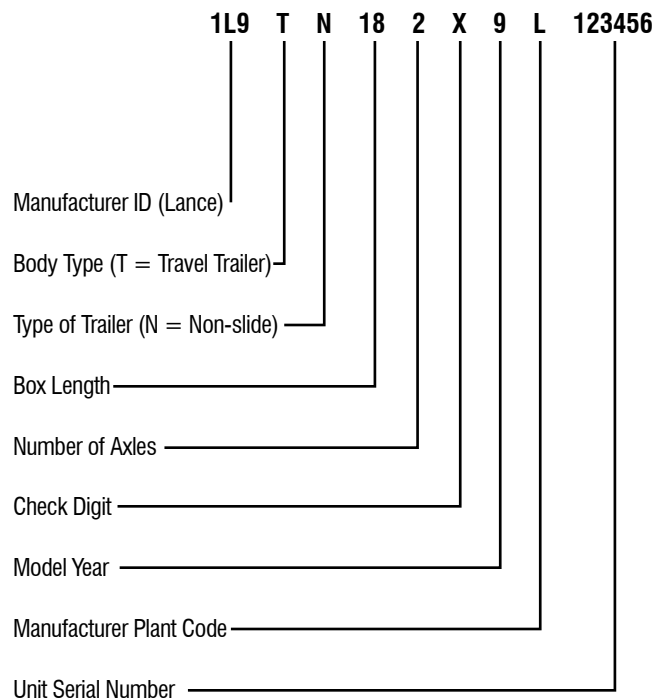 1L9 T N 18 2 X 9 L 123456
Manufacturer ID (Lance)
Body Type (T = Travel Trailer)
Type of Trailer (N = Non-slide)
Box Length
Number of Axles
Check Digit
Model Year
Manufacturer Plant Code
Unit Serial Number